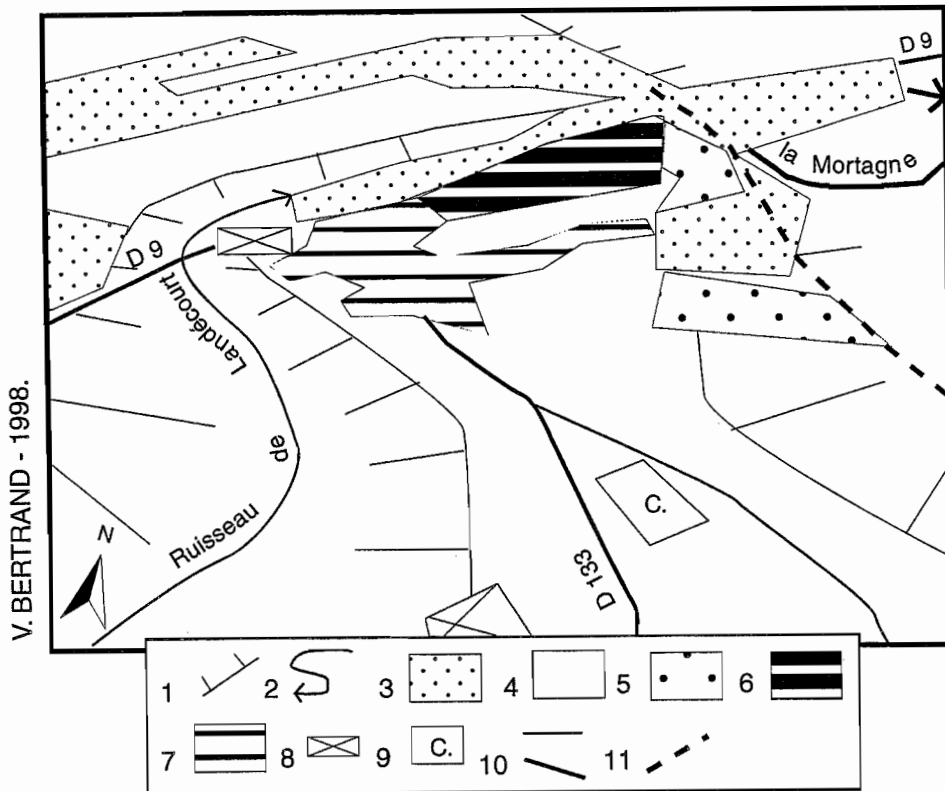 D 9
la
Mortagne
D 9
Landécourt
de
Ruisseau
N
C.
D 133
V. BERTRAND - 1998.
1 2 3 4 5 6
7 8 9 C. 10 11